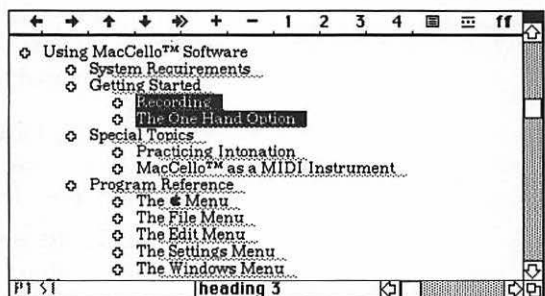 1 2 3 4 ff
Using MacCello™ Software
System Requirements
Getting Started
Recording
The One Hand Option
Special Topics
Practicing Intonation
MacCello™ as a MIDI Instrument
Program Reference
The  Menu
The File Menu
The Edit Menu
The Settings Menu
The Windows Menu
P1 S1 heading 3